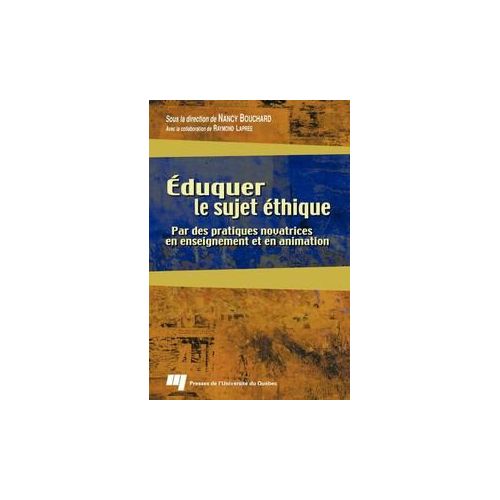 Sous la direction de NANCY BOUCHARD
Avec la collaboration de RAYMOND LAPRÉE
Éduquer
le sujet éthique
Par des pratiques novatrices
en enseignement et en animation
Presses de l'Université du Québec